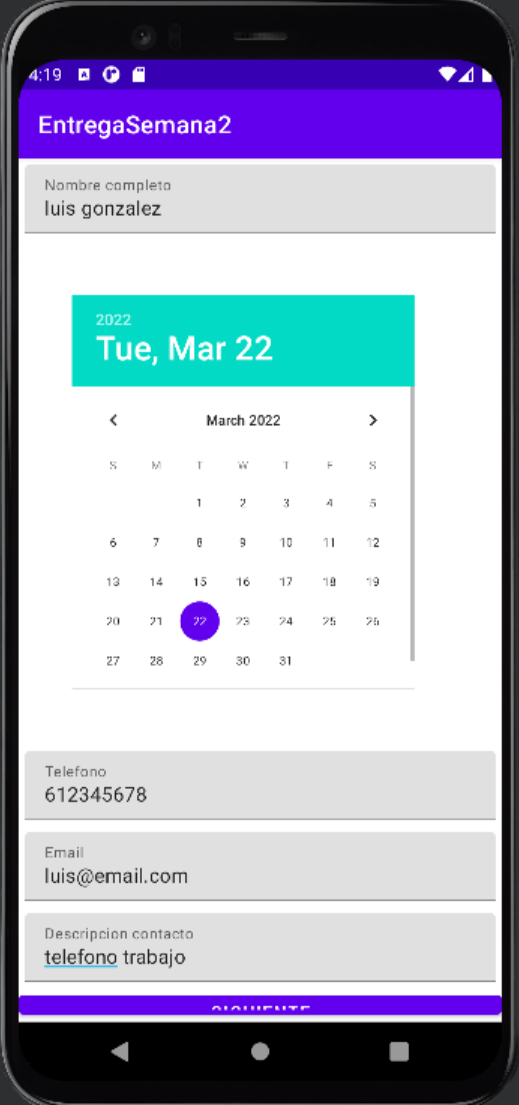 4:19
EntregaSemana2
Nombre completo
luis gonzalez
2022
Tue, Mar 22
March 2022
S M T W T F S
1 2 3 4 5
6 7 8 9 10 11 12
13 14 15 16 17 18 19
20 21 22 23 24 25 26
27 28 29 30 31
Telefono
612345678
Email
luis@email.com
Descripcion contacto
telefono trabajo
SIGUIENTE